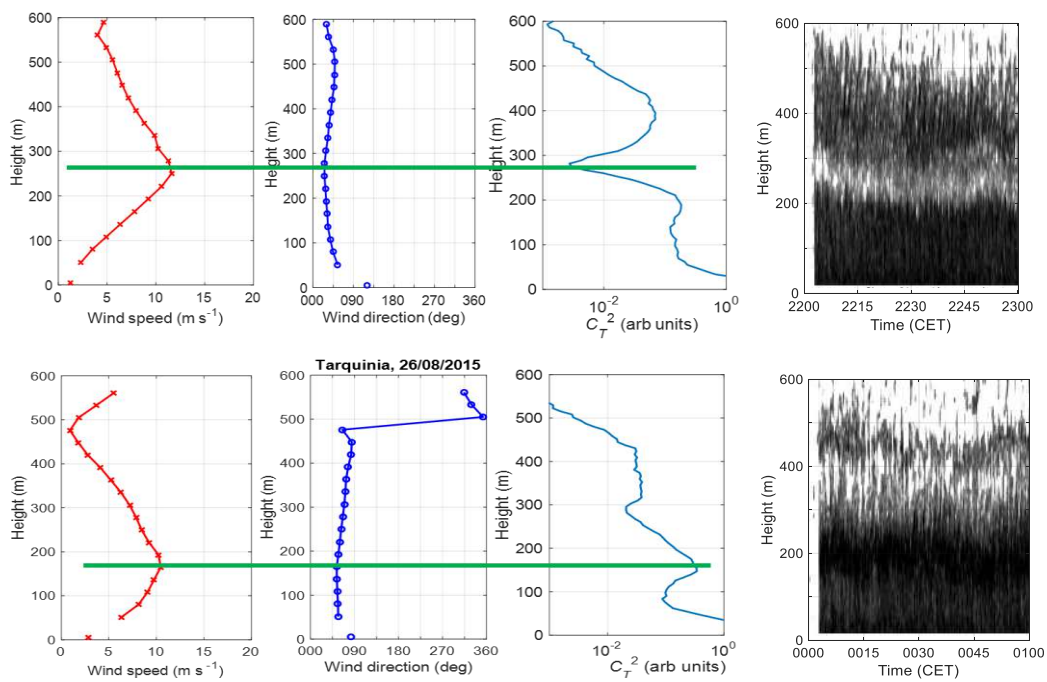 600
500
400
300
200
100
0
Height (m)
0 5 10 15 20
Wind speed (m s⁻¹)
600
500
400
300
200
100
0
Height (m)
000 090 180 270 360
Wind direction (deg)
600
500
400
300
200
100
0
Height (m)
10⁻² 10⁰
C_T² (arb units)
600
400
200
0
Height (m)
2200 2215 2230 2245 2300
Time (CET)
600
500
400
300
200
100
0
Height (m)
0 5 10 15 20
Wind speed (m s⁻¹)
Tarquinia, 26/08/2015
600
500
400
300
200
100
0
Height (m)
000 090 180 270 360
Wind direction (deg)
600
500
400
300
200
100
0
Height (m)
10⁻² 10⁰
C_T² (arb units)
600
400
200
0
Height (m)
0000 0015 0030 0045 0100
Time (CET)